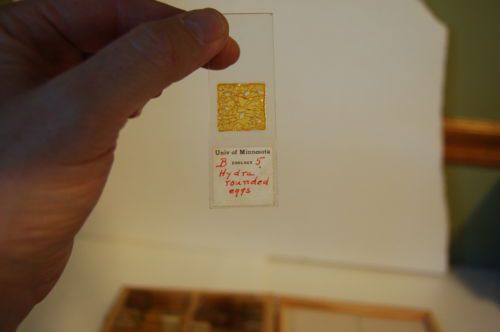 Univ of Minnesota
B ZOOLOGY 5
Hydra
rounded
eggs